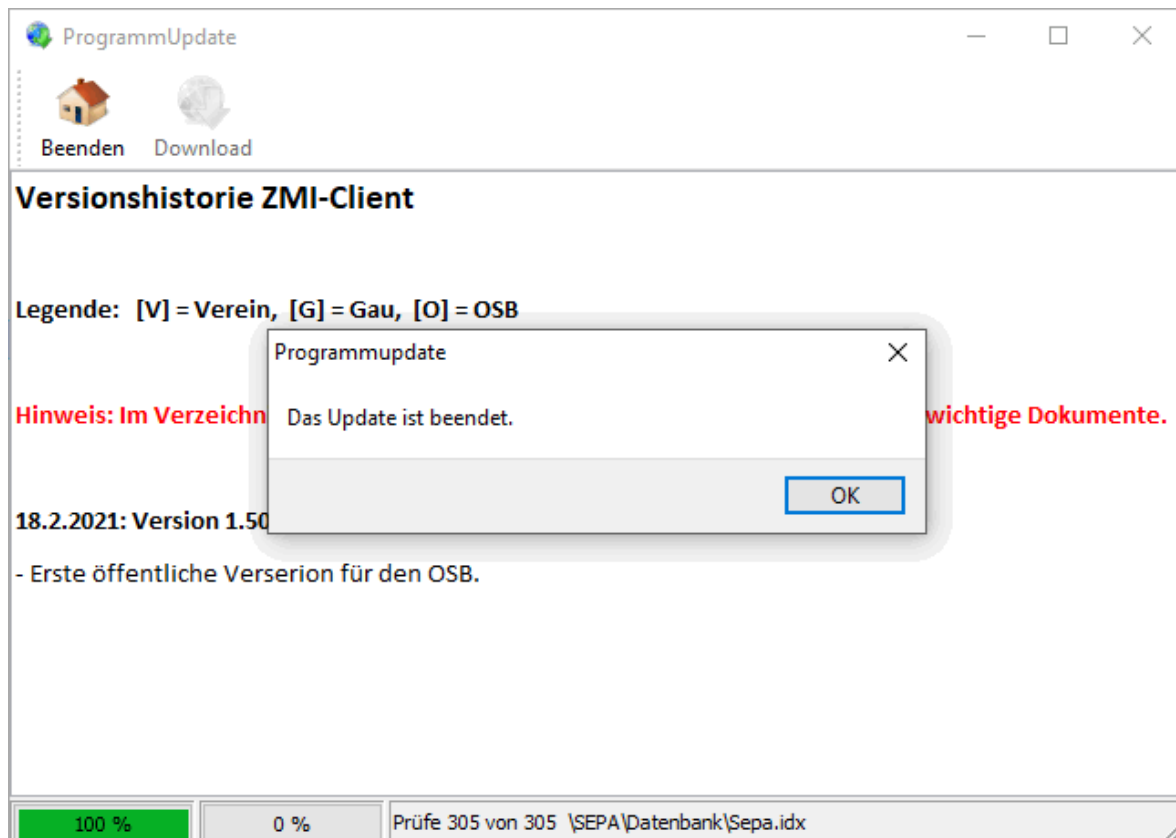 ProgrammUpdate
Beenden Download
Versionshistorie ZMI-Client
Legende: [V] = Verein, [G] = Gau, [O] = OSB
Programmupdate
Hinweis: Im Verzeichn
Das Update ist beendet.
wichtige Dokumente.
OK
18.2.2021: Version 1.50
- Erste öffentliche Verserion für den OSB.
100 % 0 % Prüfe 305 von 305 \SEPA\Datenbank\Sepa.idx